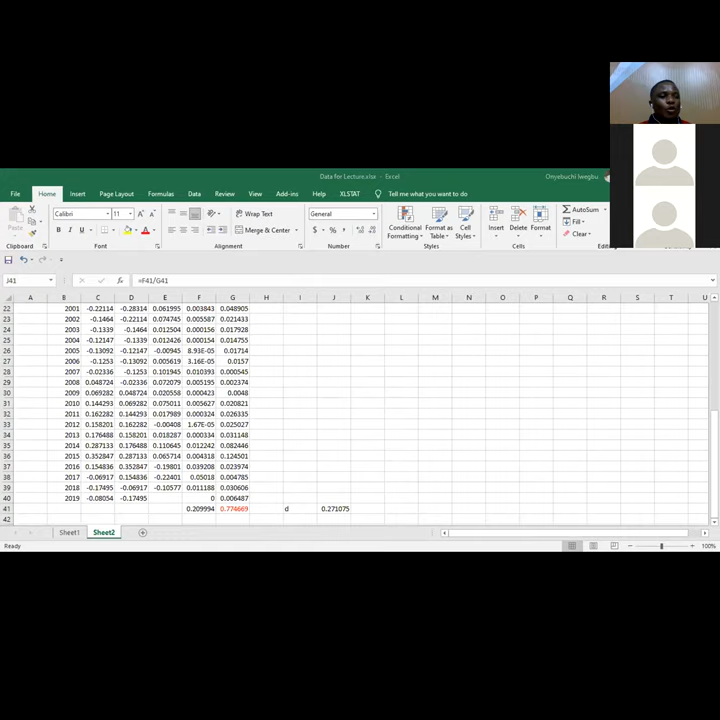 Data for Lecture.xlsx - Excel
Onyebuchi Iwegbu
File Home Insert Page Layout Formulas Data Review View Add-ins Help XLSTAT Tell me what you want to do
Calibri 11 A A Wrap Text General AutoSum
Paste B I U A Merge & Center $ % , Conditional Formatting Format as Table Cell Styles Insert Delete Format Fill Clear
Clipboard Font Alignment Number Styles Cells
J41 fx =F41/G41
A B C D E F G H I J K L M N O P Q R S T U
22 2001 -0.22114 -0.28314 0.061995 0.003843 0.048905
23 2002 -0.1464 -0.22114 0.074745 0.005587 0.021433
24 2003 -0.1339 -0.1464 0.012504 0.000156 0.017928
25 2004 -0.12147 -0.1339 0.012426 0.000154 0.014755
26 2005 -0.13092 -0.12147 -0.00945 8.93E-05 0.01714
27 2006 -0.1253 -0.13092 0.005619 3.16E-05 0.0157
28 2007 -0.02336 -0.1253 0.101945 0.010393 0.000545
29 2008 0.048724 -0.02336 0.072079 0.005195 0.002374
30 2009 0.069282 0.048724 0.020558 0.000423 0.0048
31 2010 0.144293 0.069282 0.075011 0.005627 0.020821
32 2011 0.162282 0.144293 0.017989 0.000324 0.026335
33 2012 0.158201 0.162282 -0.00408 1.67E-05 0.025027
34 2013 0.176488 0.158201 0.018287 0.000334 0.031148
35 2014 0.287133 0.176488 0.110645 0.012242 0.082446
36 2015 0.352847 0.287133 0.065714 0.004318 0.124501
37 2016 0.154836 0.352847 -0.19801 0.039208 0.023974
38 2017 -0.06917 0.154836 -0.22401 0.05018 0.004785
39 2018 -0.17495 -0.06917 -0.10577 0.011188 0.030606
40 2019 -0.08054 -0.17495 0 0.006487
41 0.209994 0.774669 d 0.271075
42
Sheet1 Sheet2
Ready 100%